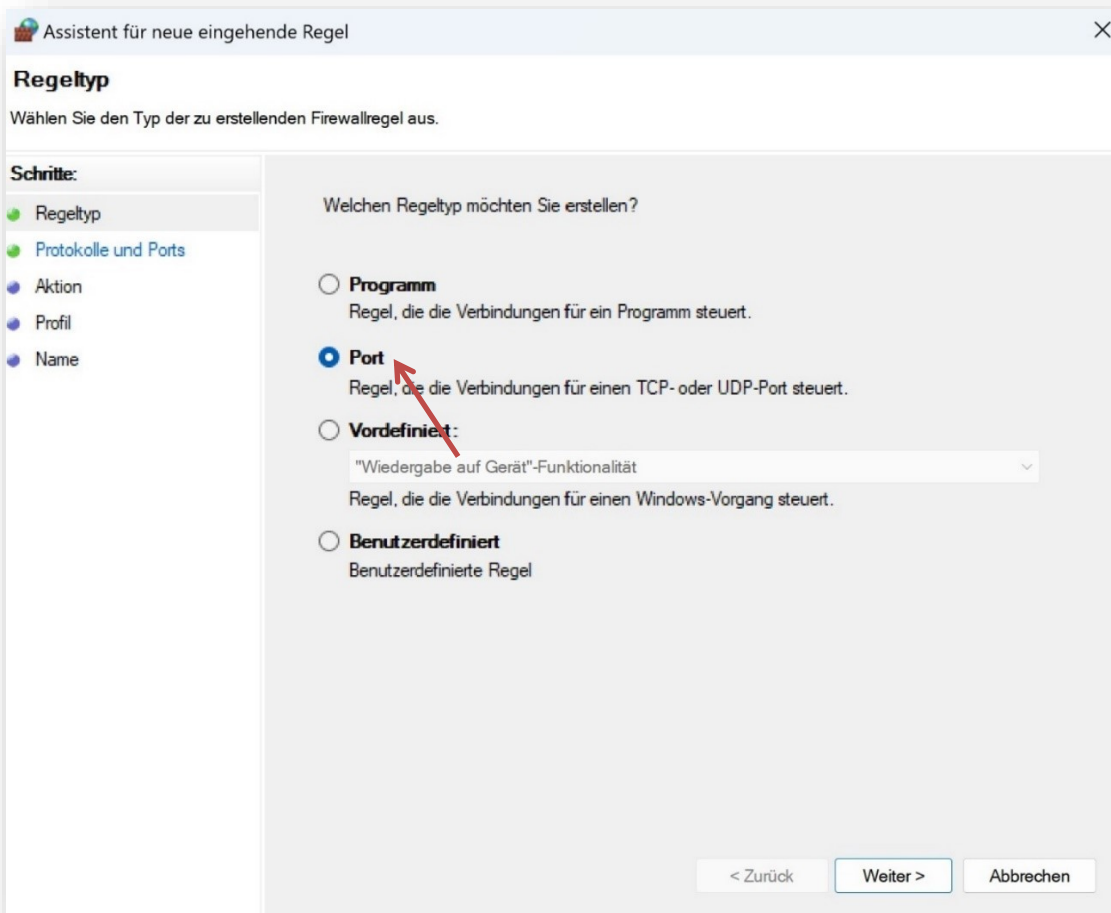 Assistent für neue eingehende Regel
Regeltyp
Wählen Sie den Typ der zu erstellenden Firewallregel aus.
Schritte:
Regeltyp
Protokolle und Ports
Aktion
Profil
Name
Welchen Regeltyp möchten Sie erstellen?
Programm
Regel, die die Verbindungen für ein Programm steuert.
Port
Regel, die die Verbindungen für einen TCP- oder UDP-Port steuert.
Vordefiniert:
"Wiedergabe auf Gerät"-Funktionalität
Regel, die die Verbindungen für einen Windows-Vorgang steuert.
Benutzerdefiniert
Benutzerdefinierte Regel
< Zurück
Weiter >
Abbrechen